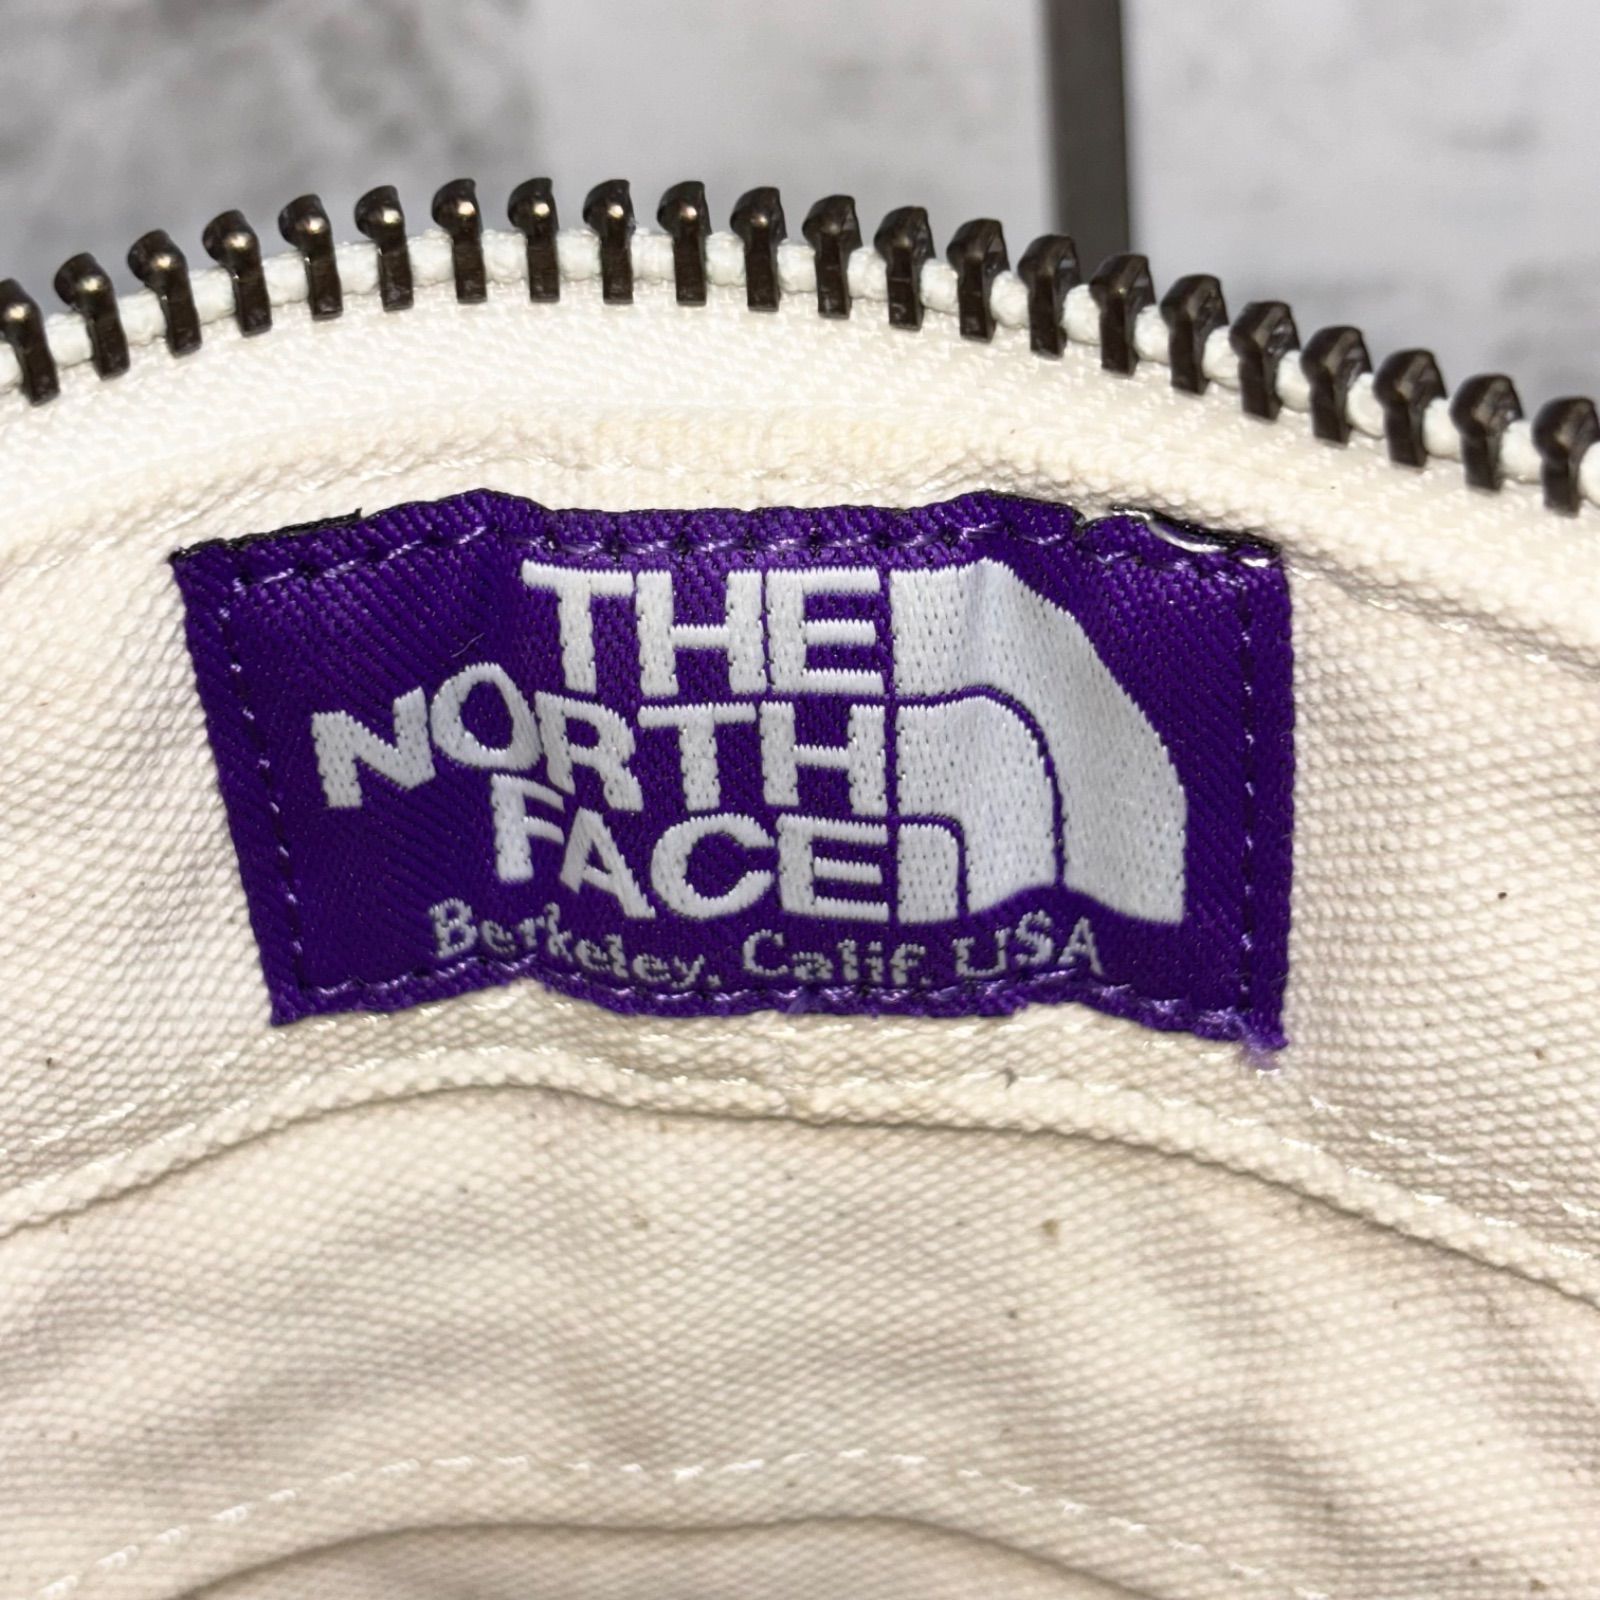 THE
NORTH
FACE
Berkeley, Calif. USA